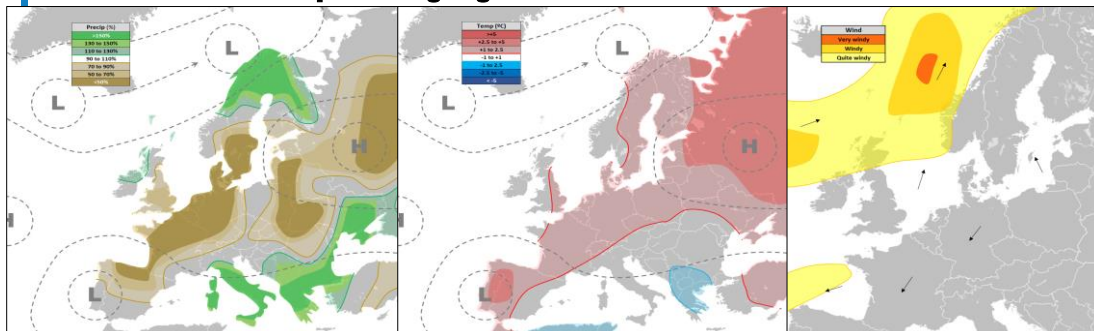 Precip (%)
>150%
130 to 150%
110 to 130%
90 to 110%
70 to 90%
50 to 70%
<50%
L
L
H
H
L
Temp (ºC)
>+5
+2.5 to +5
+1 to 2.5
-1 to +1
-1 to 2.5
-2.5 to -5
< -5
L
L
H
H
L
Wind
Very windy
Windy
Quite windy